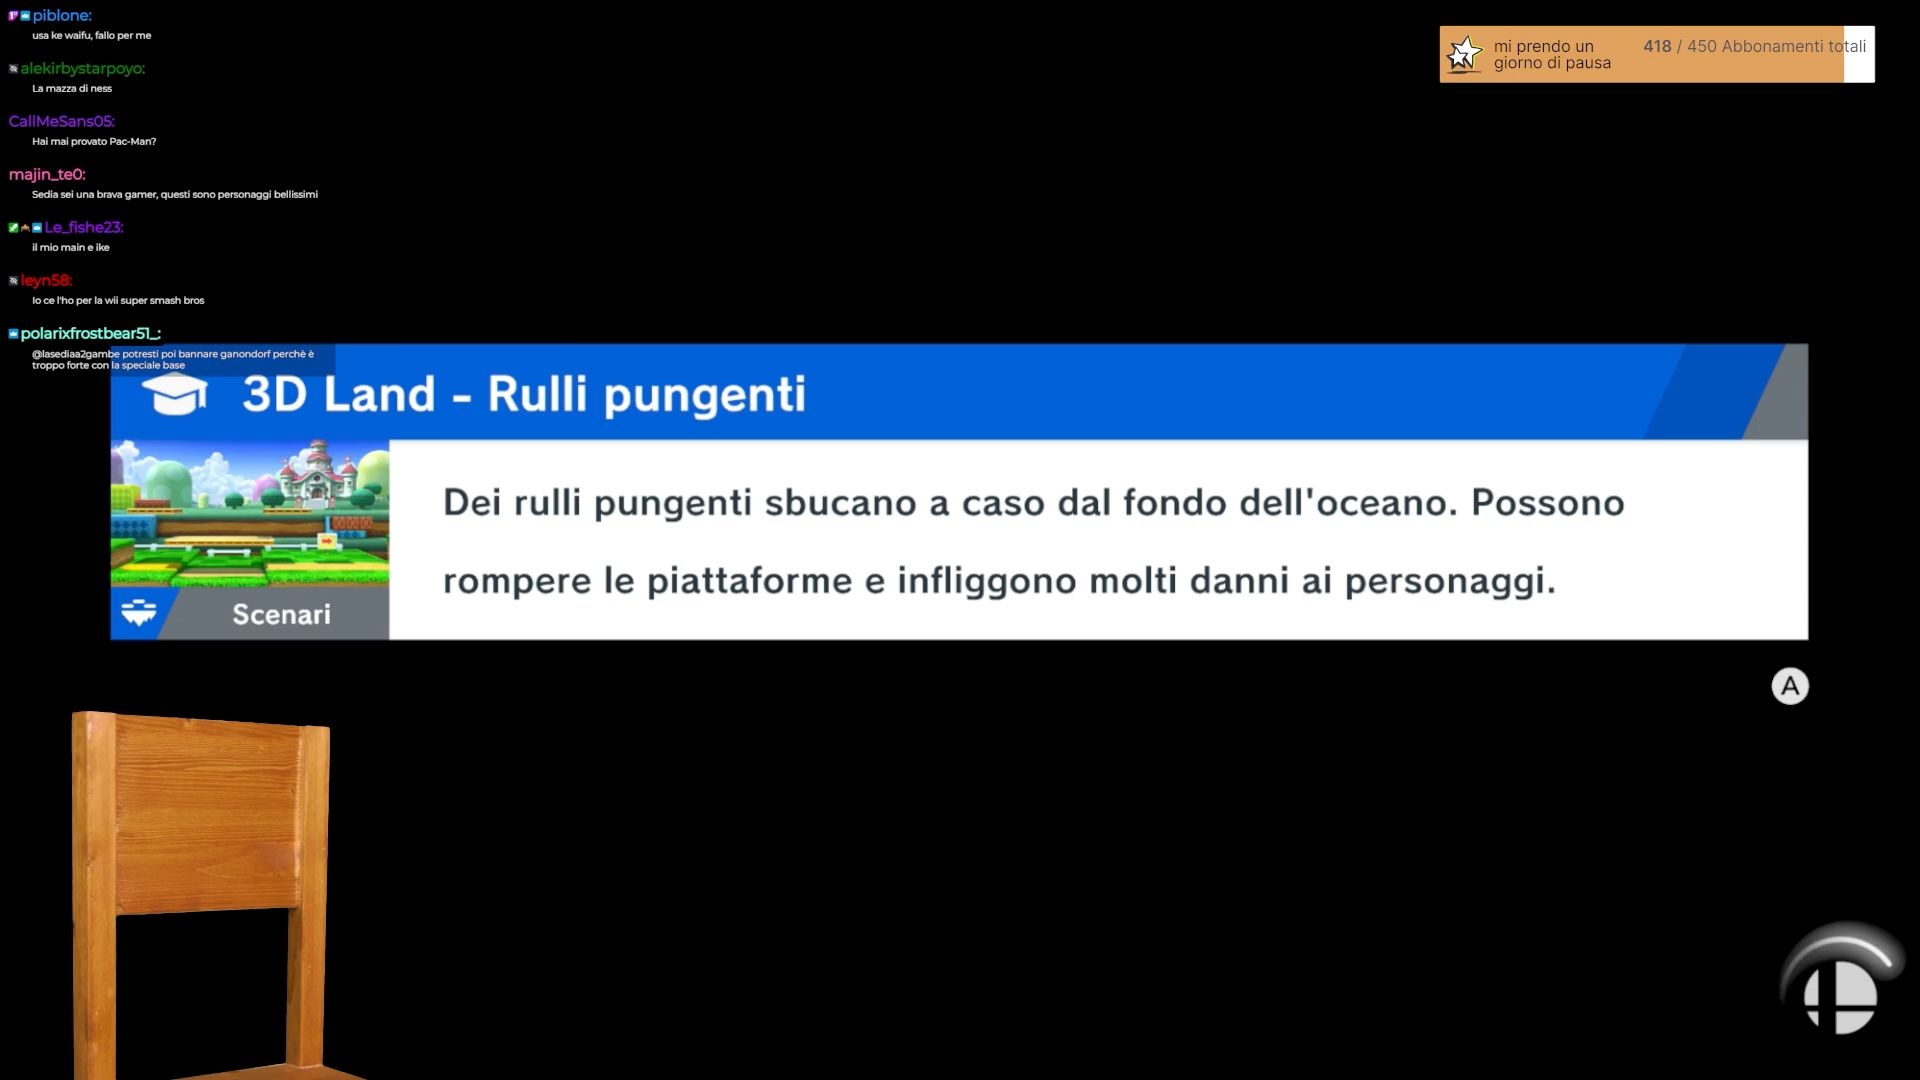 piblone:
usa ke waifu, fallo per me
alekirbystarpoyo:
La mazza di ness
CallMeSans05:
Hai mai provato Pac-Man?
majin_te0:
Sedia sei una brava gamer, questi sono personaggi bellissimi
Le_fishe23:
il mio main e ike
leyn58:
Io ce l'ho per la wii super smash bros
polarixfrostbear51_:
@lasediaa2gambe potresti poi bannare ganondorf perchè è
troppo forte con la speciale base
mi prendo un
giorno di pausa
418 / 450 Abbonamenti totali
3D Land - Rulli pungenti
Dei rulli pungenti sbucano a caso dal fondo dell'oceano. Possono
rompere le piattaforme e infliggono molti danni ai personaggi.
Scenari
A